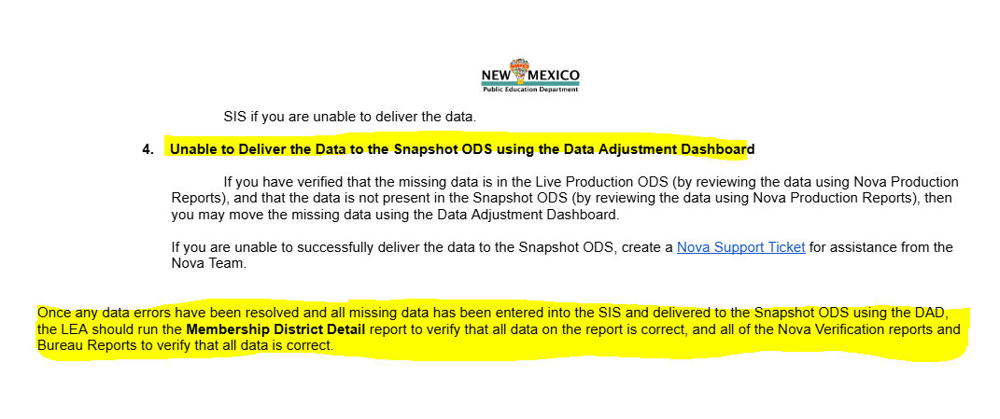 NEW MEXICO
Public Education Department
SIS if you are unable to deliver the data.
4. Unable to Deliver the Data to the Snapshot ODS using the Data Adjustment Dashboard
If you have verified that the missing data is in the Live Production ODS (by reviewing the data using Nova Production
Reports), and that the data is not present in the Snapshot ODS (by reviewing the data using Nova Production Reports), then
you may move the missing data using the Data Adjustment Dashboard.
If you are unable to successfully deliver the data to the Snapshot ODS, create a Nova Support Ticket for assistance from the
Nova Team.
Once any data errors have been resolved and all missing data has been entered into the SIS and delivered to the Snapshot ODS using the DAD,
the LEA should run the Membership District Detail report to verify that all data on the report is correct, and all of the Nova Verification reports and
Bureau Reports to verify that all data is correct.